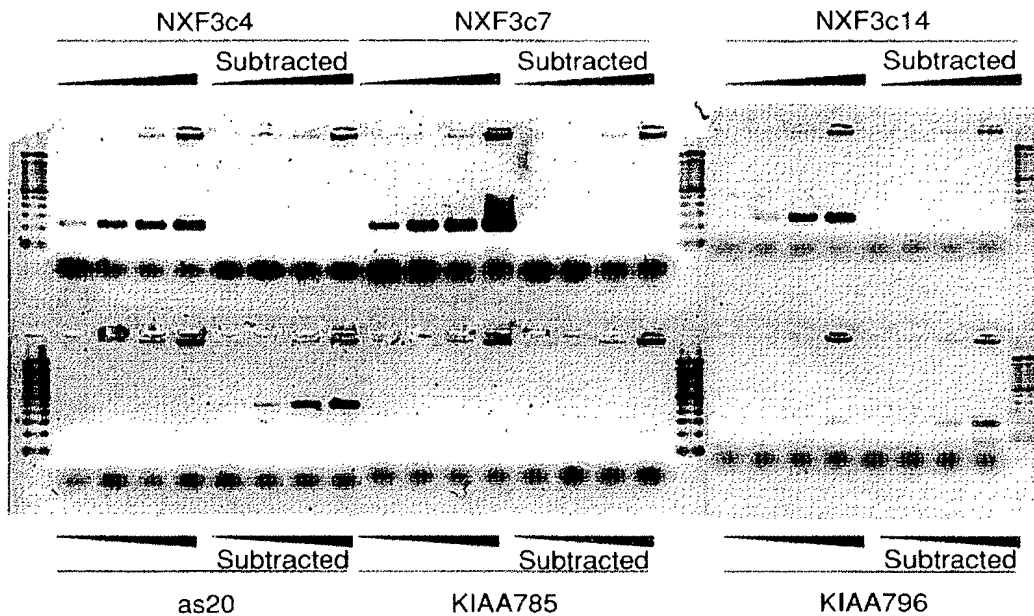 NXF3c4 NXF3c7 NXF3c14
Subtracted Subtracted Subtracted
Subtracted Subtracted Subtracted
as20 KIAA785 KIAA796